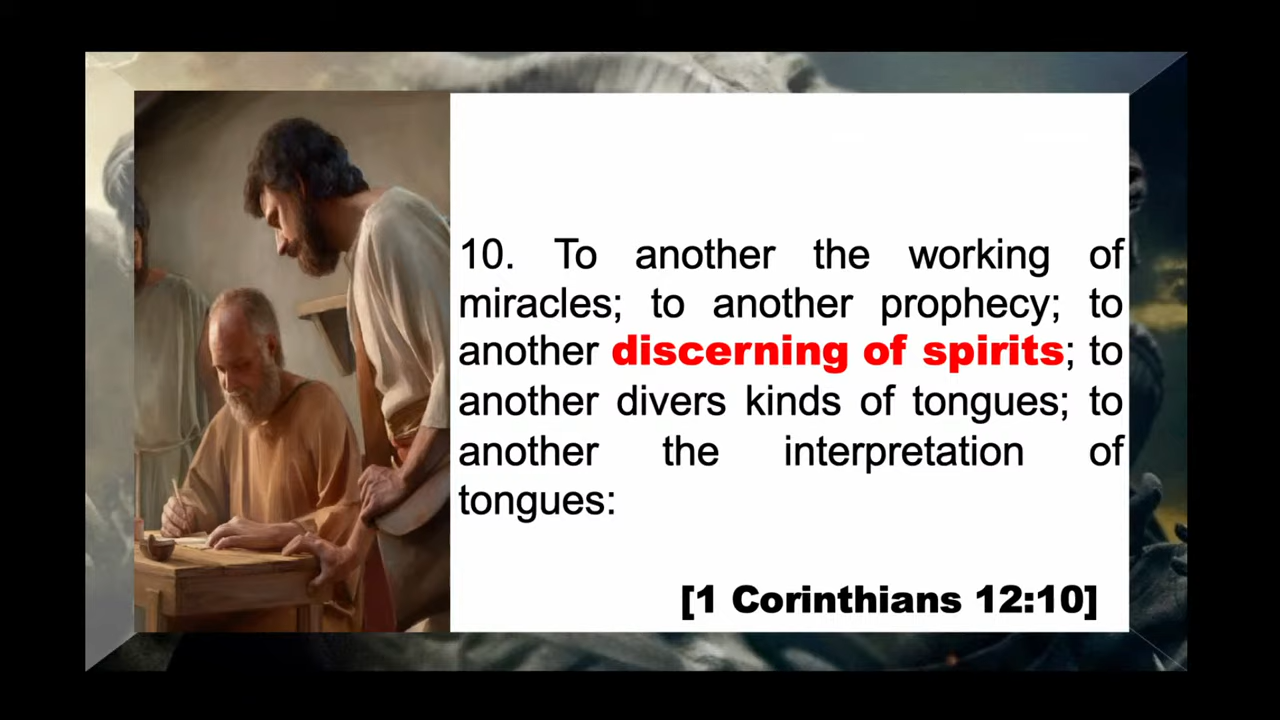 10. To another the working of
miracles; to another prophecy; to
another discerning of spirits; to
another divers kinds of tongues; to
another the interpretation of
tongues:
[1 Corinthians 12:10]